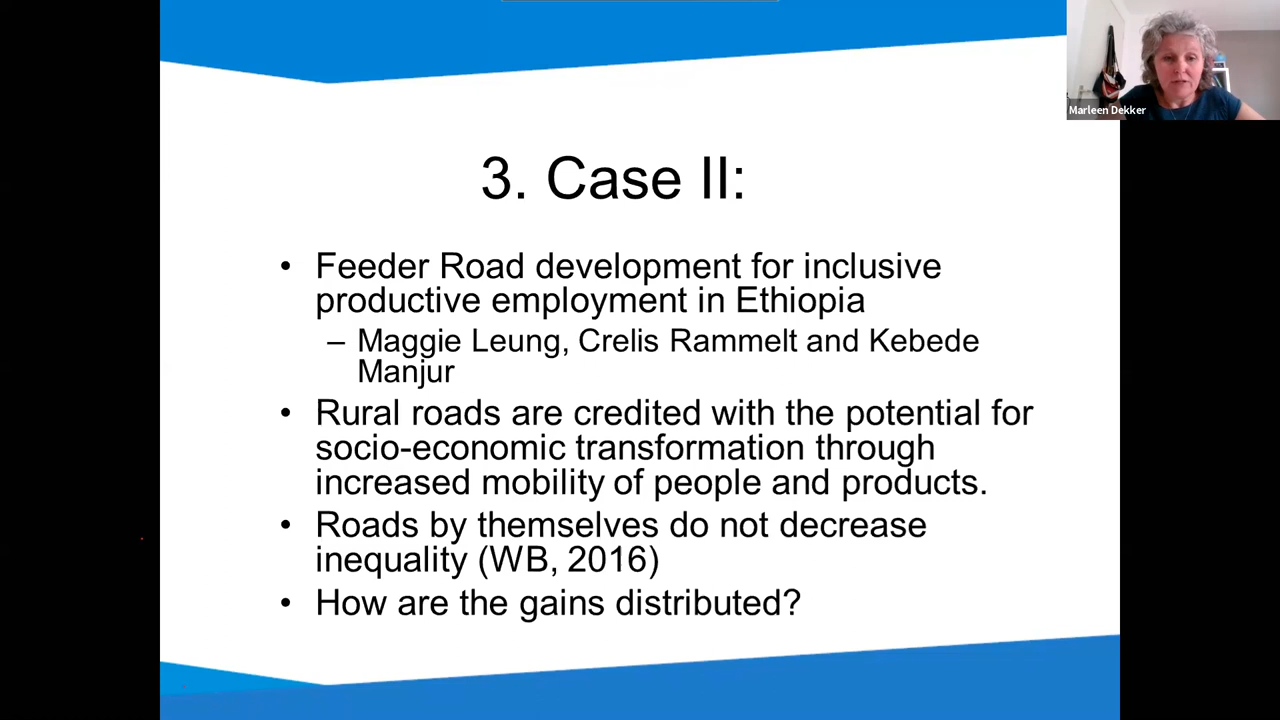 Marleen Dekker
3. Case II:
• Feeder Road development for inclusive
productive employment in Ethiopia
– Maggie Leung, Crelis Rammelt and Kebede
Manjur
• Rural roads are credited with the potential for
socio-economic transformation through
increased mobility of people and products.
• Roads by themselves do not decrease
inequality (WB, 2016)
• How are the gains distributed?